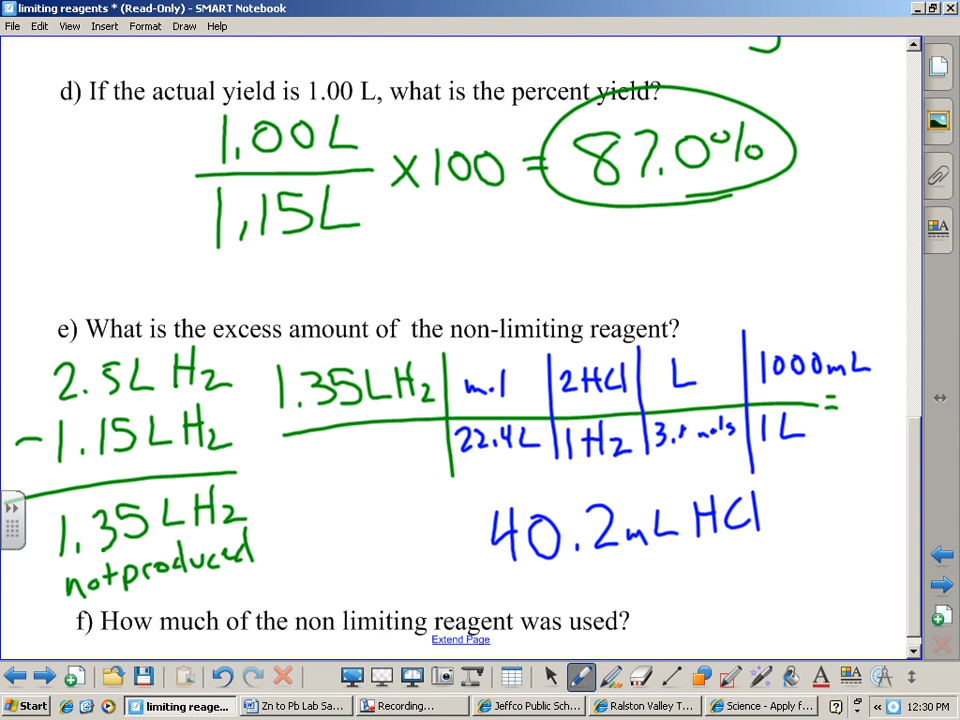 limiting reagents * (Read-Only) - SMART Notebook
File Edit View Insert Format Draw Help
d) If the actual yield is 1.00 L, what is the percent yield?
1.00L
1.15L
x100 = 87.0%
e) What is the excess amount of the non-limiting reagent?
2.5L H2
-1.15L H2
1.35L H2
not produced
1.35L H2 mol 2HCl L 1000mL =
22.4L 1H2 mols 1L
40.2mL HCl
f) How much of the non limiting reagent was used?
Extend Page
Start limiting reage... Zn to Pb Lab Sa... Recording... Jeffco Public Sch... Ralston Valley T... Science - Apply f... 12:30 PM